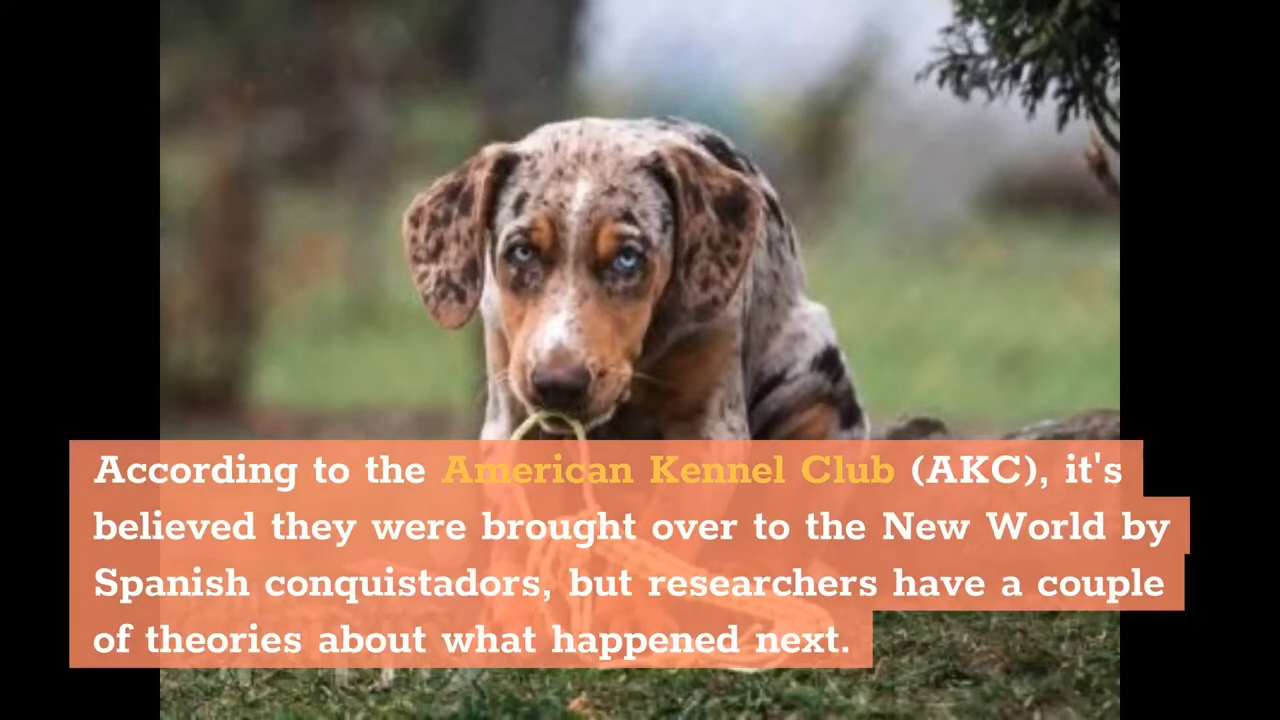 According to the American Kennel Club (AKC), it's
believed they were brought over to the New World by
Spanish conquistadors, but researchers have a couple
of theories about what happened next.